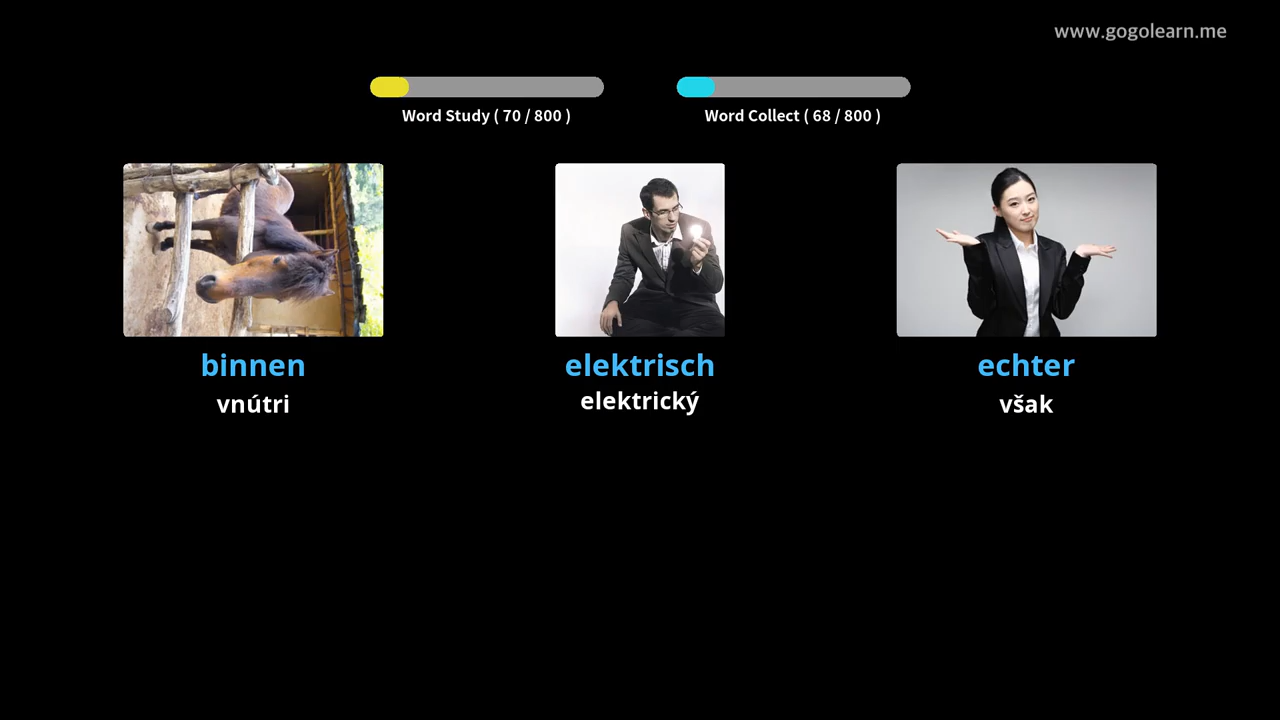 www.gogolearn.me
Word Study ( 70 / 800 )
Word Collect ( 68 / 800 )
binnen
vnútri
elektrisch
elektrický
echter
však